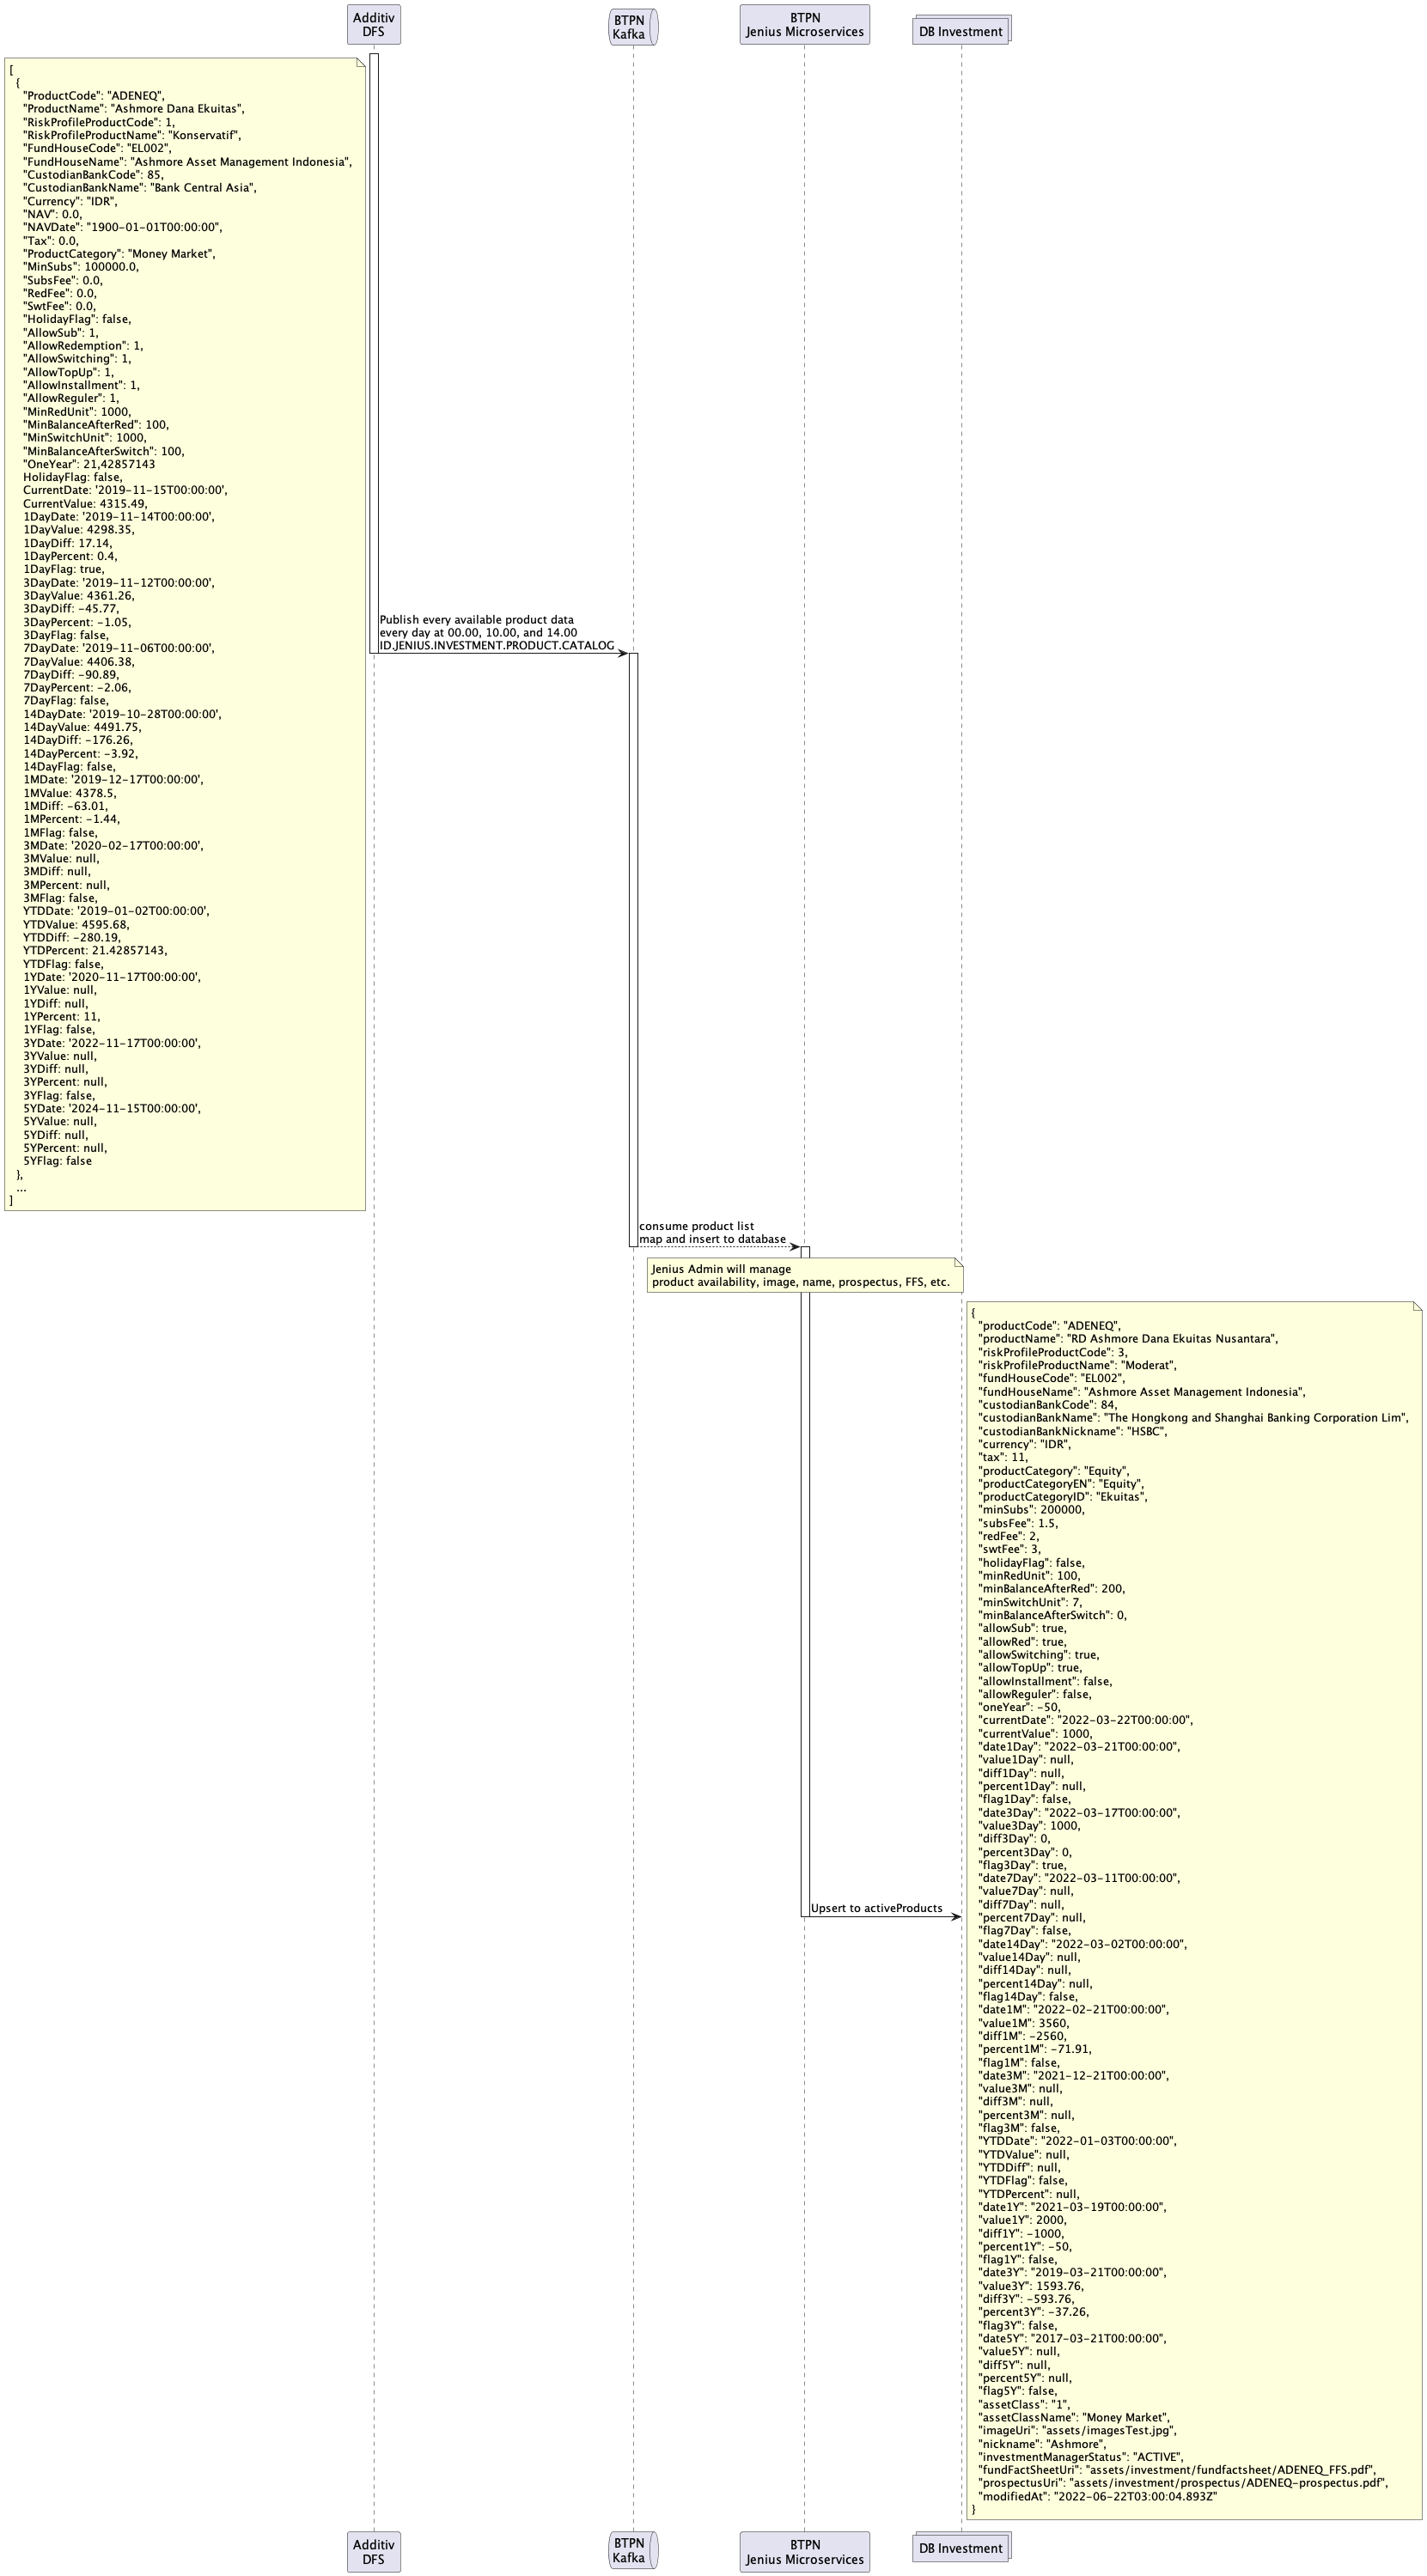 Additiv
DFS
BTPN
Kafka
BTPN
Jenius Microservices
DB Investment
[
{
"ProductCode": "ADENEQ",
"ProductName": "Ashmore Dana Ekuitas",
"RiskProfileProductCode": 1,
"RiskProfileProductName": "Konservatif",
"FundHouseCode": "EL002",
"FundHouseName": "Ashmore Asset Management Indonesia",
"CustodianBankCode": 85,
"CustodianBankName": "Bank Central Asia",
"Currency": "IDR",
"NAV": 0.0,
"NAVDate": "1900-01-01T00:00:00",
"Tax": 0.0,
"ProductCategory": "Money Market",
"MinSubs": 100000.0,
"SubsFee": 0.0,
"RedFee": 0.0,
"SwtFee": 0.0,
"HolidayFlag": false,
"AllowSub": 1,
"AllowRedemption": 1,
"AllowSwitching": 1,
"AllowTopUp": 1,
"AllowInstallment": 1,
"AllowReguler": 1,
"MinRedUnit": 1000,
"MinBalanceAfterRed": 100,
"MinSwitchUnit": 1000,
"MinBalanceAfterSwitch": 100,
"OneYear": 21,42857143
HolidayFlag: false,
CurrentDate: '2019-11-15T00:00:00',
CurrentValue: 4315.49,
1DayDate: '2019-11-14T00:00:00',
1DayValue: 4298.35,
1DayDiff: 17.14,
1DayPercent: 0.4,
1DayFlag: true,
3DayDate: '2019-11-12T00:00:00',
3DayValue: 4361.26,
3DayDiff: -45.77,
3DayPercent: -1.05,
3DayFlag: false,
7DayDate: '2019-11-06T00:00:00',
7DayValue: 4406.38,
7DayDiff: -90.89,
7DayPercent: -2.06,
7DayFlag: false,
14DayDate: '2019-10-28T00:00:00',
14DayValue: 4491.75,
14DayDiff: -176.26,
14DayPercent: -3.92,
14DayFlag: false,
1MDate: '2019-12-17T00:00:00',
1MValue: 4378.5,
1MDiff: -63.01,
1MPercent: -1.44,
1MFlag: false,
3MDate: '2020-02-17T00:00:00',
3MValue: null,
3MDiff: null,
3MPercent: null,
3MFlag: false,
YTDDate: '2019-01-02T00:00:00',
YTDValue: 4595.68,
YTDDiff: -280.19,
YTDPercent: 21.42857143,
YTDFlag: false,
1YDate: '2020-11-17T00:00:00',
1YValue: null,
1YDiff: null,
1YPercent: 11,
1YFlag: false,
3YDate: '2022-11-17T00:00:00',
3YValue: null,
3YDiff: null,
3YPercent: null,
3YFlag: false,
5YDate: '2024-11-15T00:00:00',
5YValue: null,
5YDiff: null,
5YPercent: null,
5YFlag: false
},
...
]
Publish every available product data
every day at 00.00, 10.00, and 14.00
ID.JENIUS.INVESTMENT.PRODUCT.CATALOG
consume product list
map and insert to database
Jenius Admin will manage
product availability, image, name, prospectus, FFS, etc.
Upsert to activeProducts
{
"productCode": "ADENEQ",
"productName": "RD Ashmore Dana Ekuitas Nusantara",
"riskProfileProductCode": 3,
"riskProfileProductName": "Moderat",
"fundHouseCode": "EL002",
"fundHouseName": "Ashmore Asset Management Indonesia",
"custodianBankCode": 84,
"custodianBankName": "The Hongkong and Shanghai Banking Corporation Lim",
"custodianBankNickname": "HSBC",
"currency": "IDR",
"tax": 11,
"productCategory": "Equity",
"productCategoryEN": "Equity",
"productCategoryID": "Ekuitas",
"minSubs": 200000,
"subsFee": 1.5,
"redFee": 2,
"swtFee": 3,
"holidayFlag": false,
"minRedUnit": 100,
"minBalanceAfterRed": 200,
"minSwitchUnit": 7,
"minBalanceAfterSwitch": 0,
"allowSub": true,
"allowRed": true,
"allowSwitching": true,
"allowTopUp": true,
"allowInstallment": false,
"allowReguler": false,
"oneYear": -50,
"currentDate": "2022-03-22T00:00:00",
"currentValue": 1000,
"date1Day": "2022-03-21T00:00:00",
"value1Day": null,
"diff1Day": null,
"percent1Day": null,
"flag1Day": false,
"date3Day": "2022-03-17T00:00:00",
"value3Day": 1000,
"diff3Day": 0,
"percent3Day": 0,
"flag3Day": true,
"date7Day": "2022-03-11T00:00:00",
"value7Day": null,
"diff7Day": null,
"percent7Day": null,
"flag7Day": false,
"date14Day": "2022-03-02T00:00:00",
"value14Day": null,
"diff14Day": null,
"percent14Day": null,
"flag14Day": false,
"date1M": "2022-02-21T00:00:00",
"value1M": 3560,
"diff1M": -2560,
"percent1M": -71.91,
"flag1M": false,
"date3M": "2021-12-21T00:00:00",
"value3M": null,
"diff3M": null,
"percent3M": null,
"flag3M": false,
"YTDDate": "2022-01-03T00:00:00",
"YTDValue": null,
"YTDDiff": null,
"YTDFlag": false,
"YTDPercent": null,
"date1Y": "2021-03-19T00:00:00",
"value1Y": 2000,
"diff1Y": -1000,
"percent1Y": -50,
"flag1Y": false,
"date3Y": "2019-03-21T00:00:00",
"value3Y": 1593.76,
"diff3Y": -593.76,
"percent3Y": -37.26,
"flag3Y": false,
"date5Y": "2017-03-21T00:00:00",
"value5Y": null,
"diff5Y": null,
"percent5Y": null,
"flag5Y": false,
"assetClass": "1",
"assetClassName": "Money Market",
"imageUri": "assets/imagesTest.jpg",
"nickname": "Ashmore",
"investmentManagerStatus": "ACTIVE",
"fundFactSheetUri": "assets/investment/fundfactsheet/ADENEQ_FFS.pdf",
"prospectusUri": "assets/investment/prospectus/ADENEQ-prospectus.pdf",
"modifiedAt": "2022-06-22T03:00:04.893Z"
}
Additiv
DFS
BTPN
Kafka
BTPN
Jenius Microservices
DB Investment